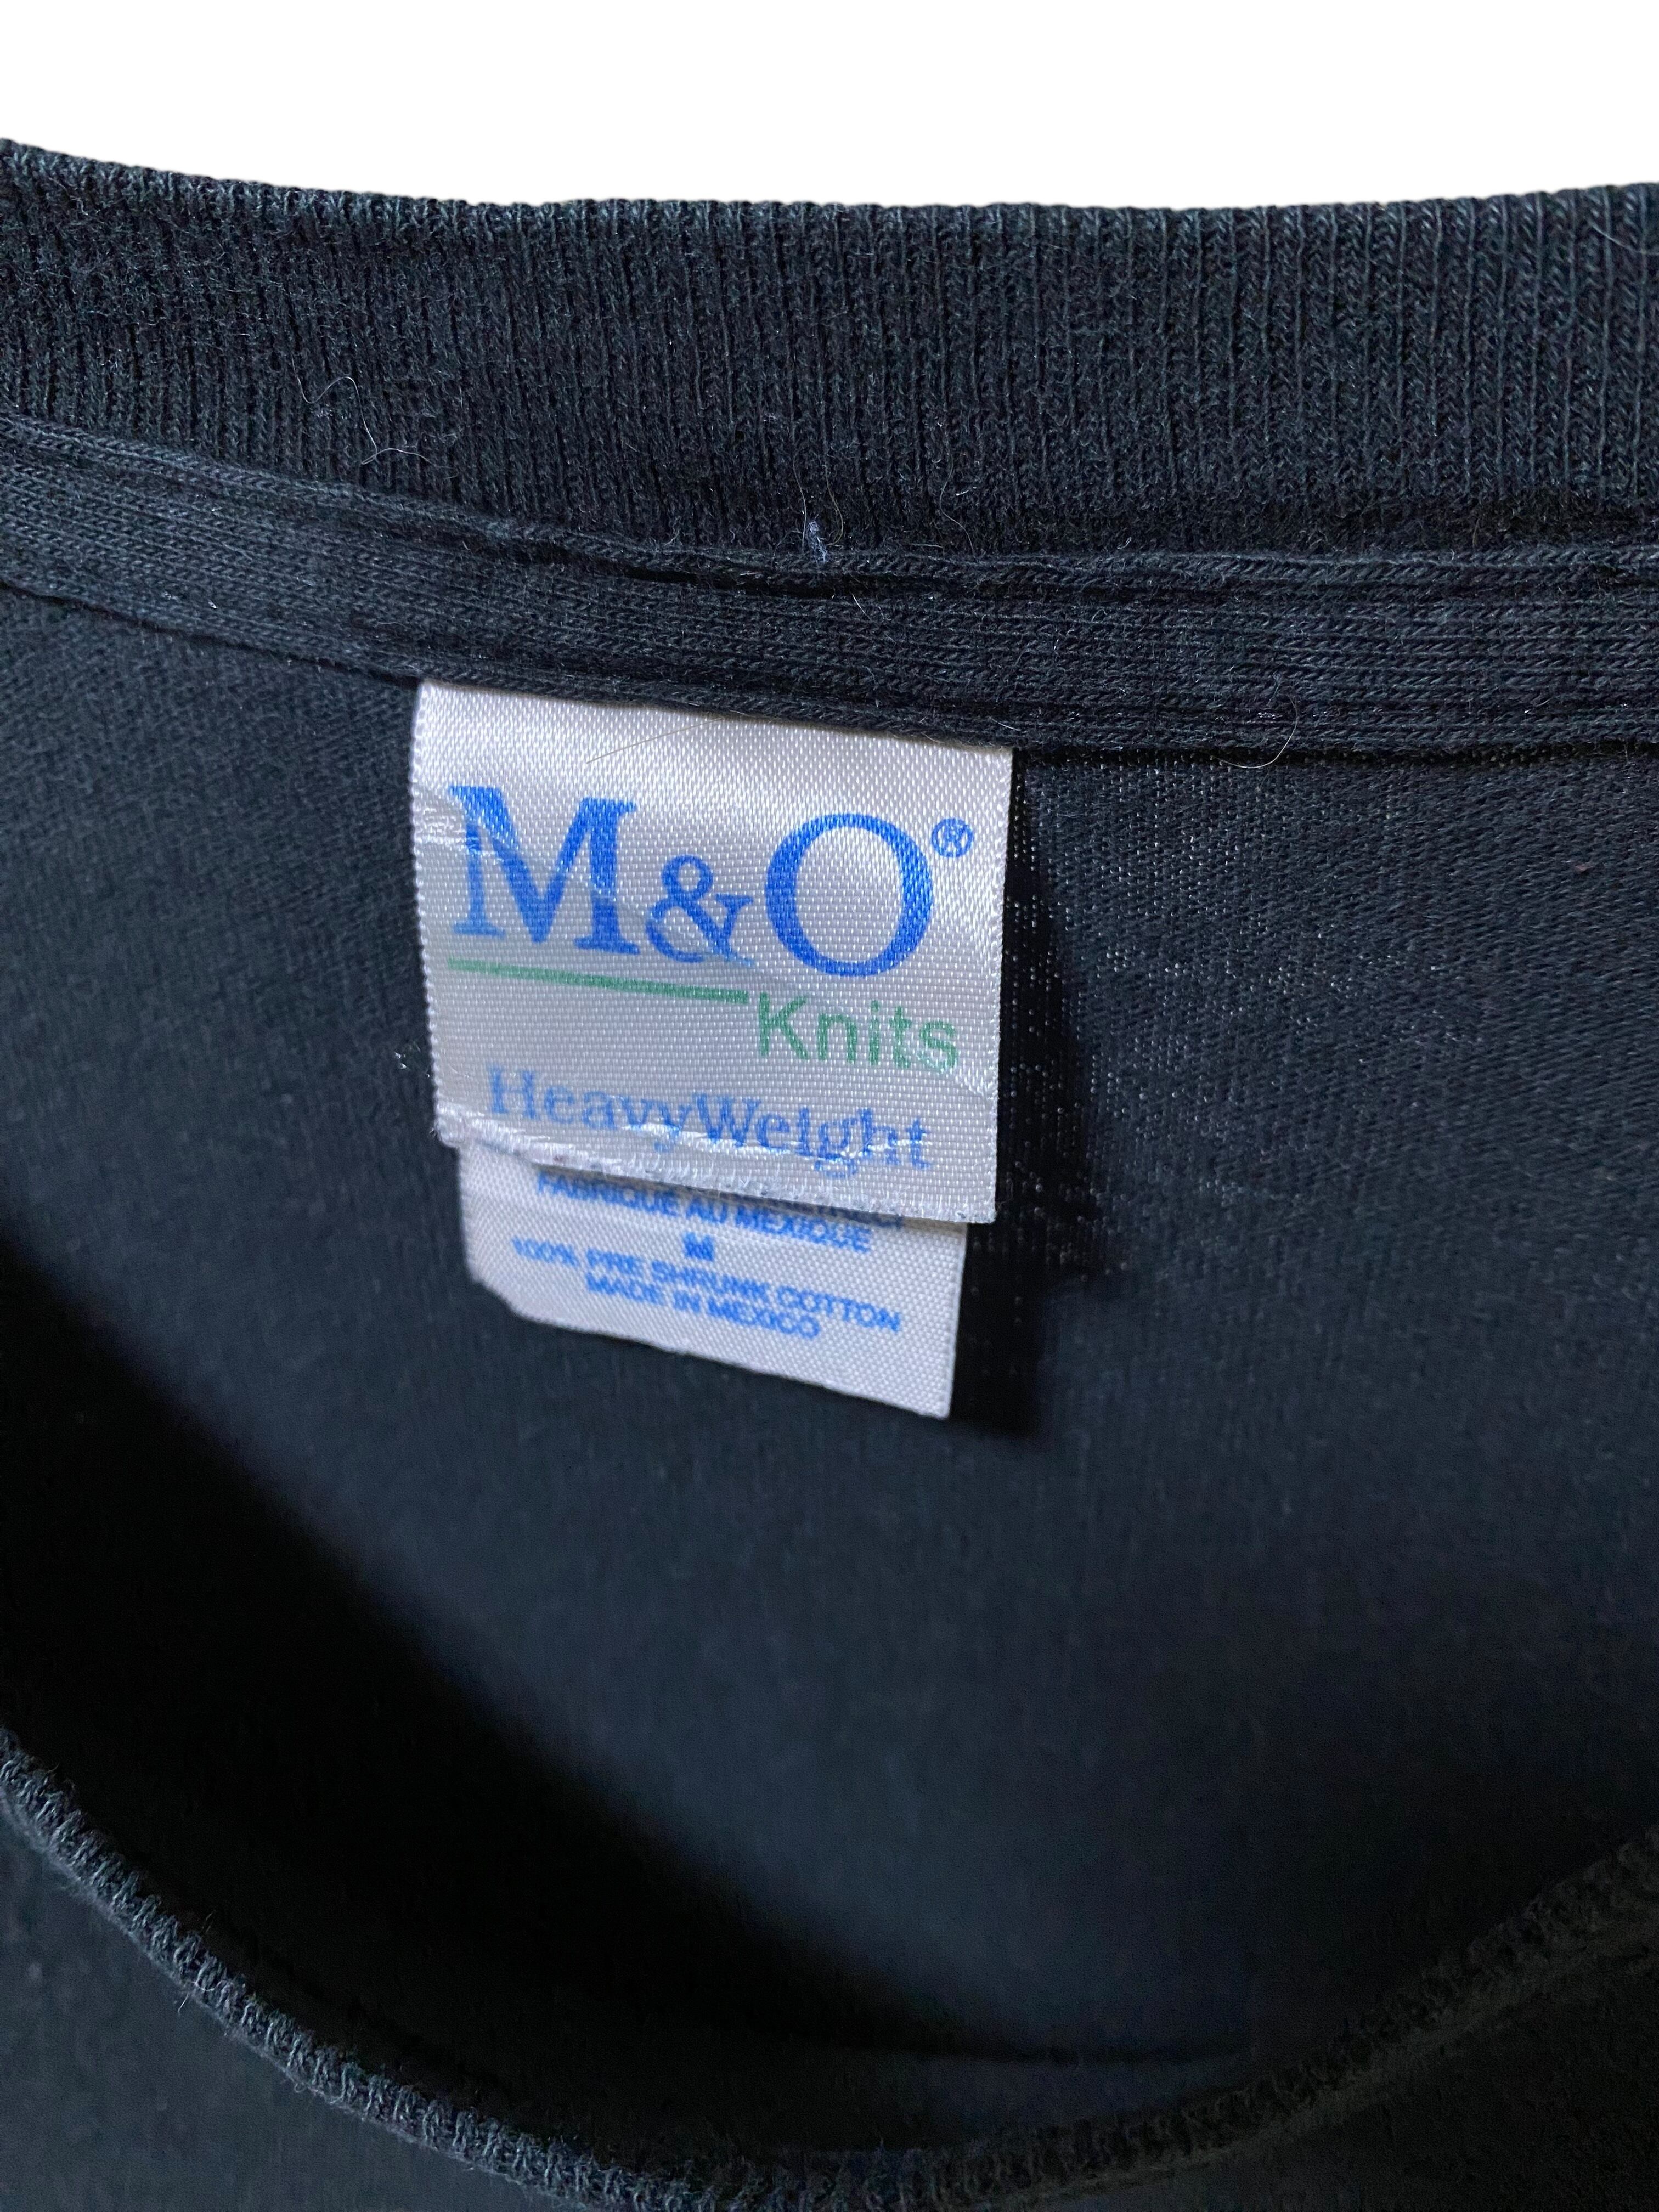 M&O®
Knits
HeavyWeight
FABRIQUE AU MEXIQUE
M
100% PRE SHRUNK COTTON
MADE IN MEXICO